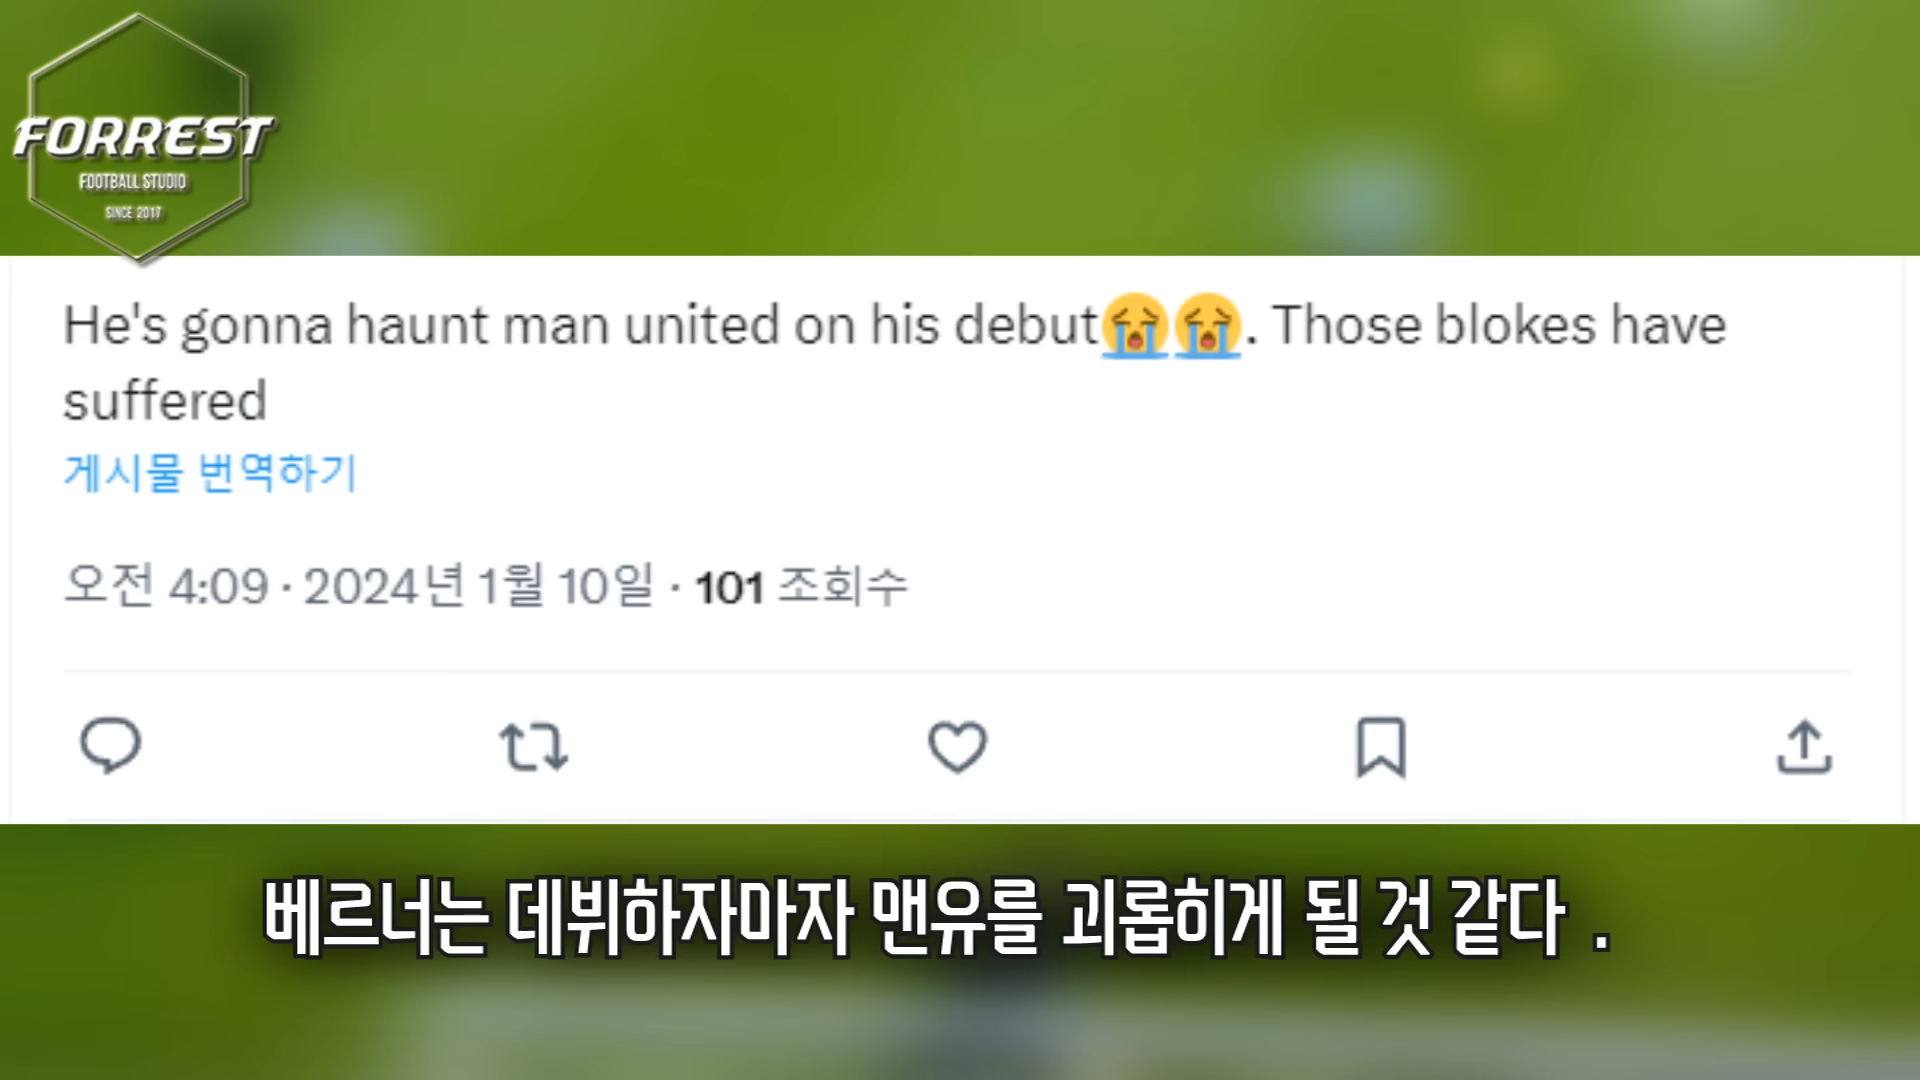 FORREST
FOOTBALL STUDIO
SINCE 2017
He's gonna haunt man united on his debut😭😭. Those blokes have
suffered
게시물 번역하기
오전 4:09 · 2024년 1월 10일 · 101 조회수
베르너는 데뷔하자마자 맨유를 괴롭히게 될 것 같다 .